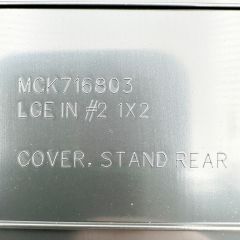 MCK716803
LGE IN #2 1X2
COVER, STAND REAR